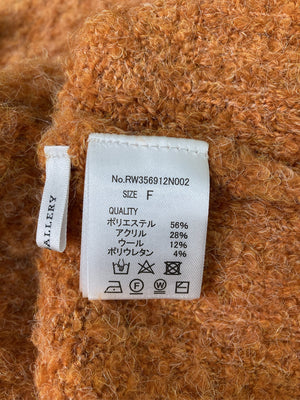 ALLERY
No.RW356912N002
SIZE F
QUALITY
ポリエステル 56%
アクリル 28%
ウール 12%
ポリウレタン 4%
F W